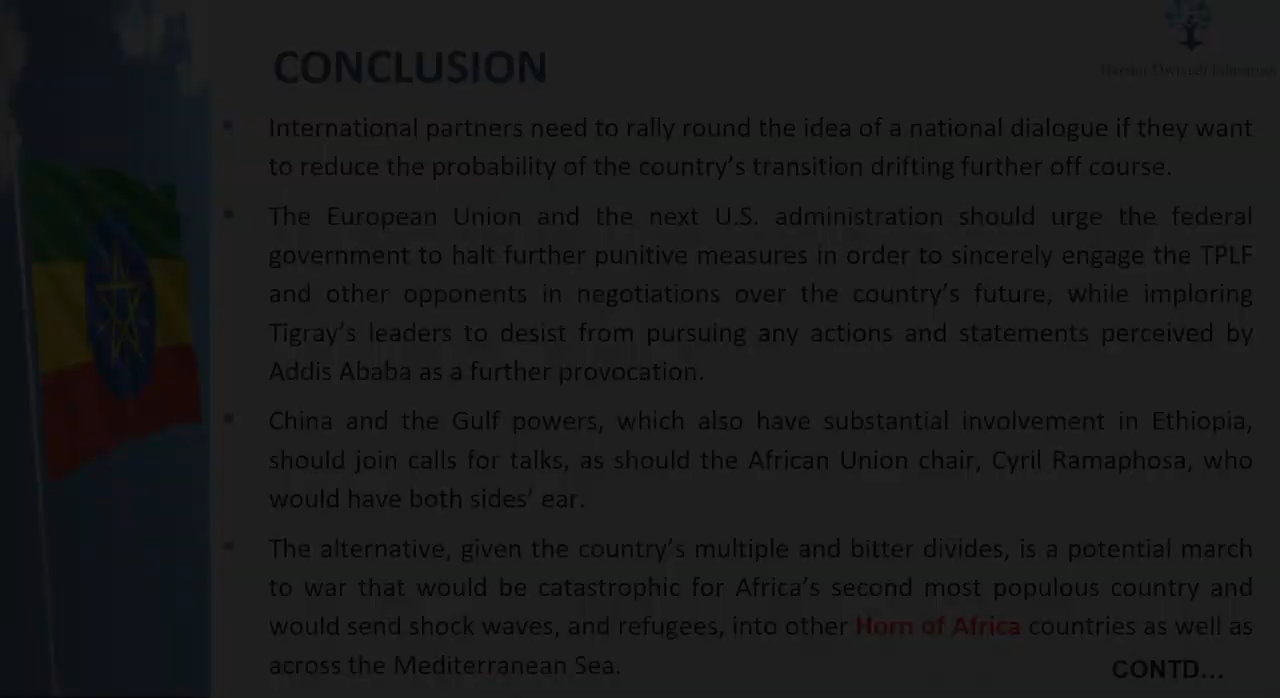 CONCLUSION
International partners need to rally round the idea of a national dialogue if they want
to reduce the probability of the country's transition drifting further off course.
The European Union and the next U.S. administration should urge the federal
government to halt further punitive measures in order to sincerely engage the TPLF
and other opponents in negotiations over the country's future, while imploring
Tigray's leaders to desist from pursuing any actions and statements perceived by
Addis Ababa as a further provocation.
China and the Gulf powers, which also have substantial involvement in Ethiopia,
should join calls for talks, as should the African Union chair, Cyril Ramaphosa, who
would have both sides' ear.
The alternative, given the country's multiple and bitter divides, is a potential march
to war that would be catastrophic for Africa's second most populous country and
would send shock waves, and refugees, into other Horn of Africa countries as well as
across the Mediterranean Sea.
CONTD...